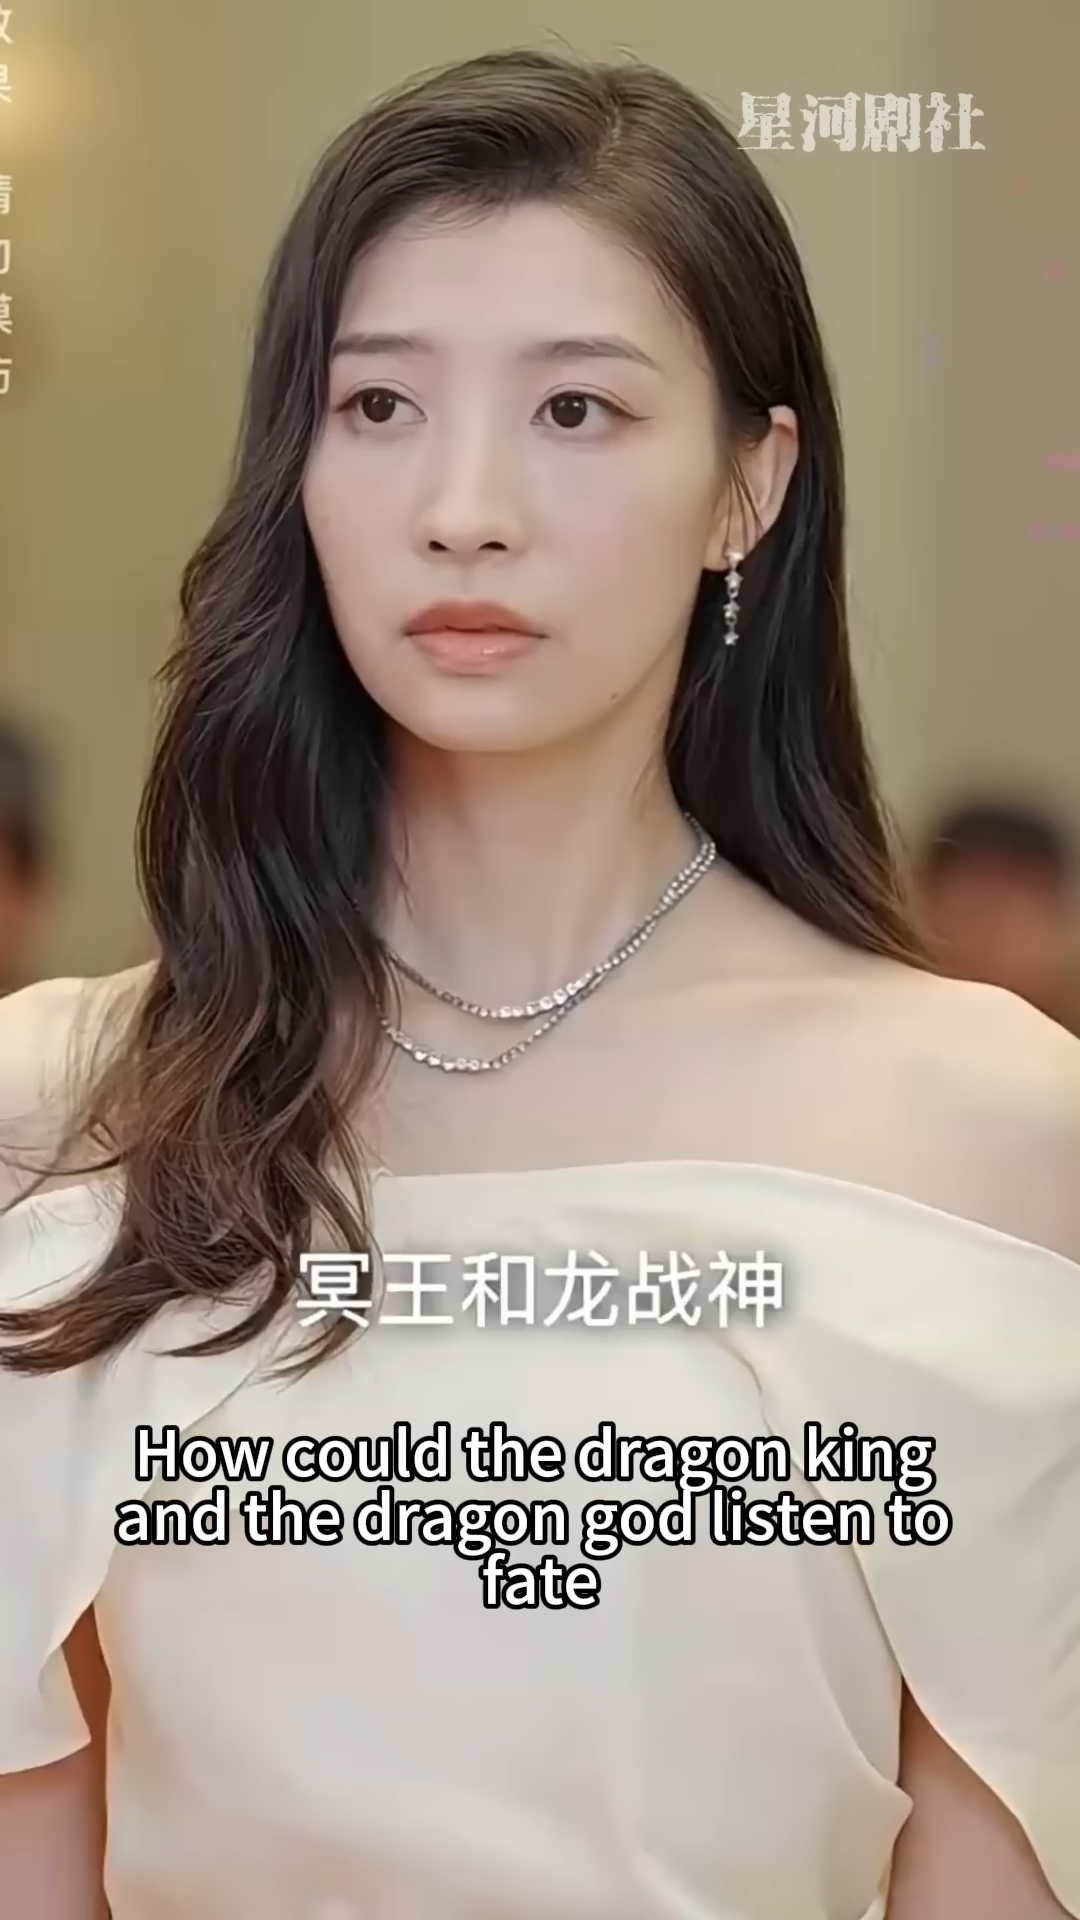 星河剧社
冥王和龙战神
How could the dragon king
and the dragon god listen to
fate